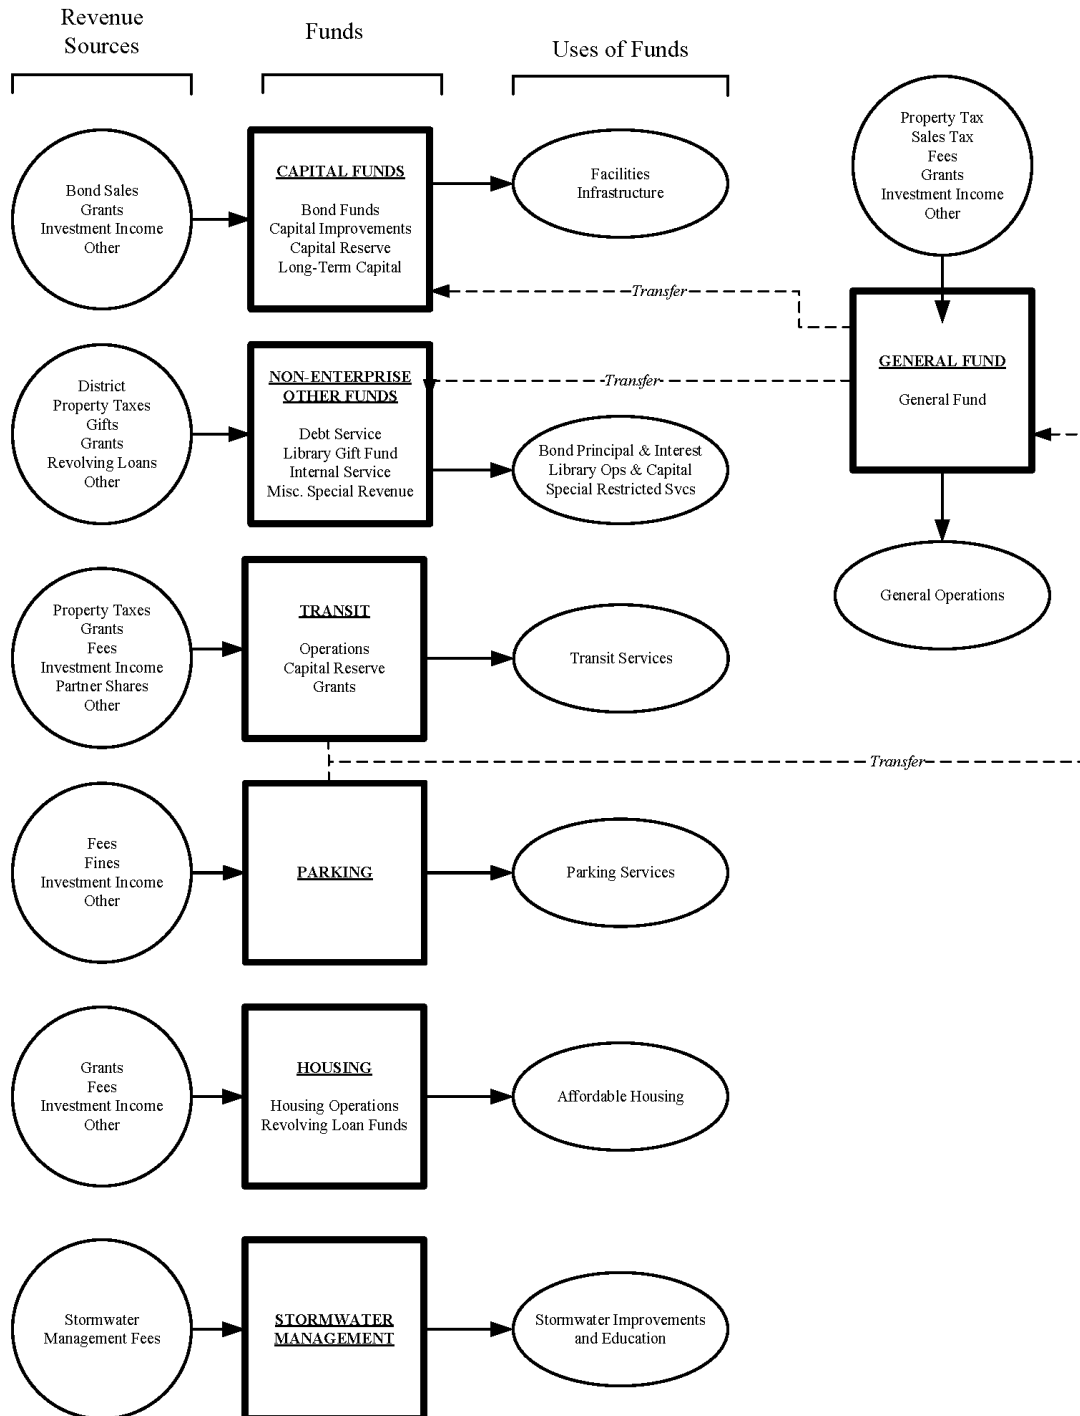 Revenue
Sources
Funds
Uses of Funds
Bond Sales
Grants
Investment Income
Other
CAPITAL FUNDS
Bond Funds
Capital Improvements
Capital Reserve
Long-Term Capital
Facilities
Infrastructure
Property Tax
Sales Tax
Fees
Grants
Investment Income
Other
Transfer
GENERAL FUND
General Fund
District
Property Taxes
Gifts
Grants
Revolving Loans
Other
NON-ENTERPRISE
OTHER FUNDS
Debt Service
Library Gift Fund
Internal Service
Misc. Special Revenue
Transfer
Bond Principal & Interest
Library Ops & Capital
Special Restricted Svcs
General Operations
Property Taxes
Grants
Fees
Investment Income
Partner Shares
Other
TRANSIT
Operations
Capital Reserve
Grants
Transit Services
Transfer
Fees
Fines
Investment Income
Other
PARKING
Parking Services
Grants
Fees
Investment Income
Other
HOUSING
Housing Operations
Revolving Loan Funds
Affordable Housing
Stormwater
Management Fees
STORMWATER
MANAGEMENT
Stormwater Improvements
and Education